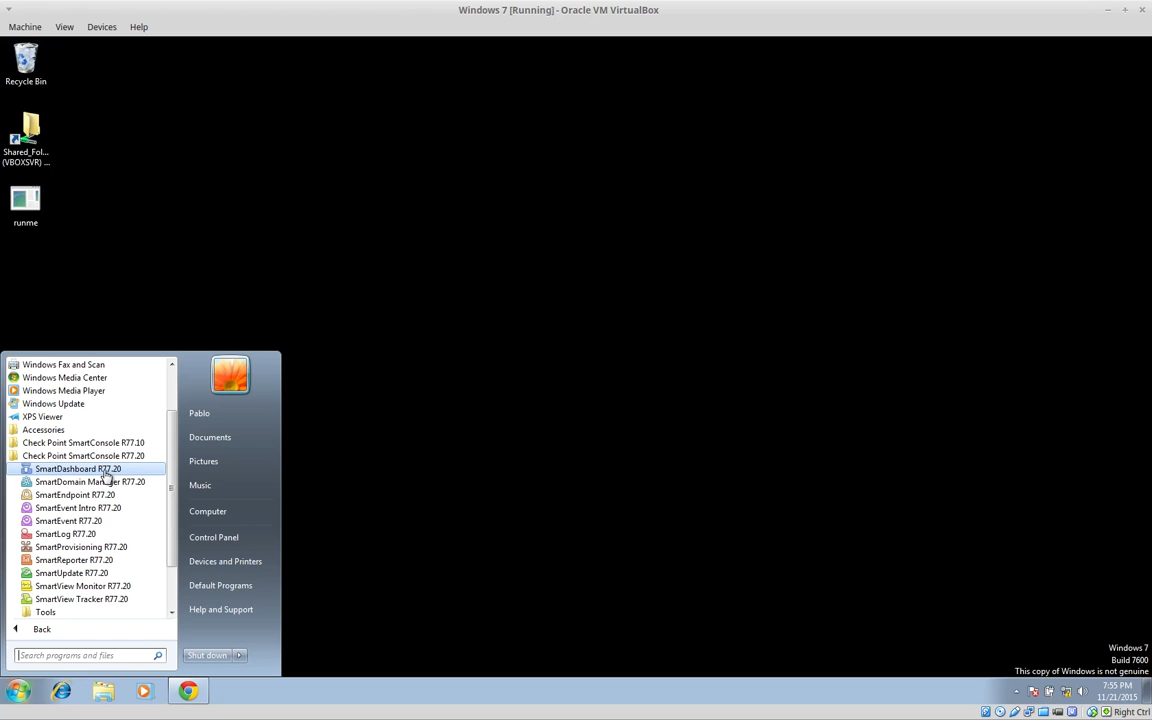 Windows 7 [Running] - Oracle VM VirtualBox
Machine View Devices Help
Recycle Bin
Shared_Fol...
(VBOXSVR) ...
runme
Windows Fax and Scan
Windows Media Center
Windows Media Player
Windows Update
XPS Viewer
Accessories
Check Point SmartConsole R77.10
Check Point SmartConsole R77.20
SmartDashboard R77.20
SmartDomain Manager R77.20
SmartEndpoint R77.20
SmartEvent Intro R77.20
SmartEvent R77.20
SmartLog R77.20
SmartProvisioning R77.20
SmartReporter R77.20
SmartUpdate R77.20
SmartView Monitor R77.20
SmartView Tracker R77.20
Tools
Back
Search programs and files
Pablo
Documents
Pictures
Music
Computer
Control Panel
Devices and Printers
Default Programs
Help and Support
Shut down
Windows 7
Build 7600
This copy of Windows is not genuine
7:55 PM
11/21/2015
Right Ctrl